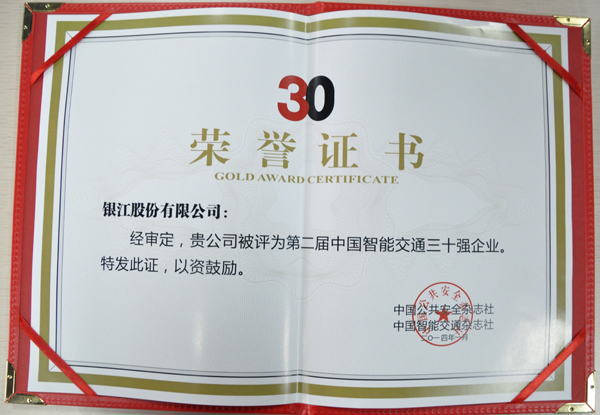 30
荣誉证书
GOLD AWARD CERTIFICATE
银江股份有限公司：
经审定，贵公司被评为第二届中国智能交通三十强企业。
特发此证，以资鼓励。
中国公共安全杂志社
中国智能交通杂志社
二〇一四年一月